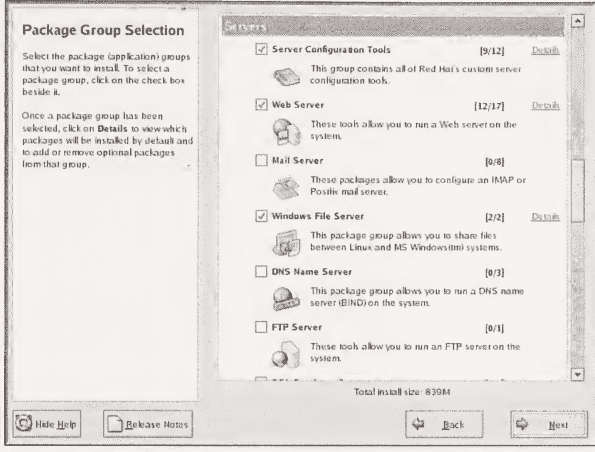 Package Group Selection
Select the package (application) groups
that you want to install. To select a
package group, click on the check box
beside it.
Once a package group has been
selected, click on Details to view which
packages will be installed by default and
to add or remove optional packages
from that group.
Servers
Server Configuration Tools [9/12] Details
This group contains all of Red Hat's custom server
configuration tools.
Web Server [12/17] Details
These tools allow you to run a Web server on the
system.
Mail Server [0/8]
These packages allow you to configure an IMAP or
Postfix mail server.
Windows File Server [2/2] Details
This package group allows you to share files
between Linux and MS Windows(tm) systems.
DNS Name Server [0/3]
This package group allows you to run a DNS name
server (BIND) on the system.
FTP Server [0/1]
These tools allow you to run an FTP server on the
system.
Total install size: 839M
Hide Help
Release Notes
Back
Next